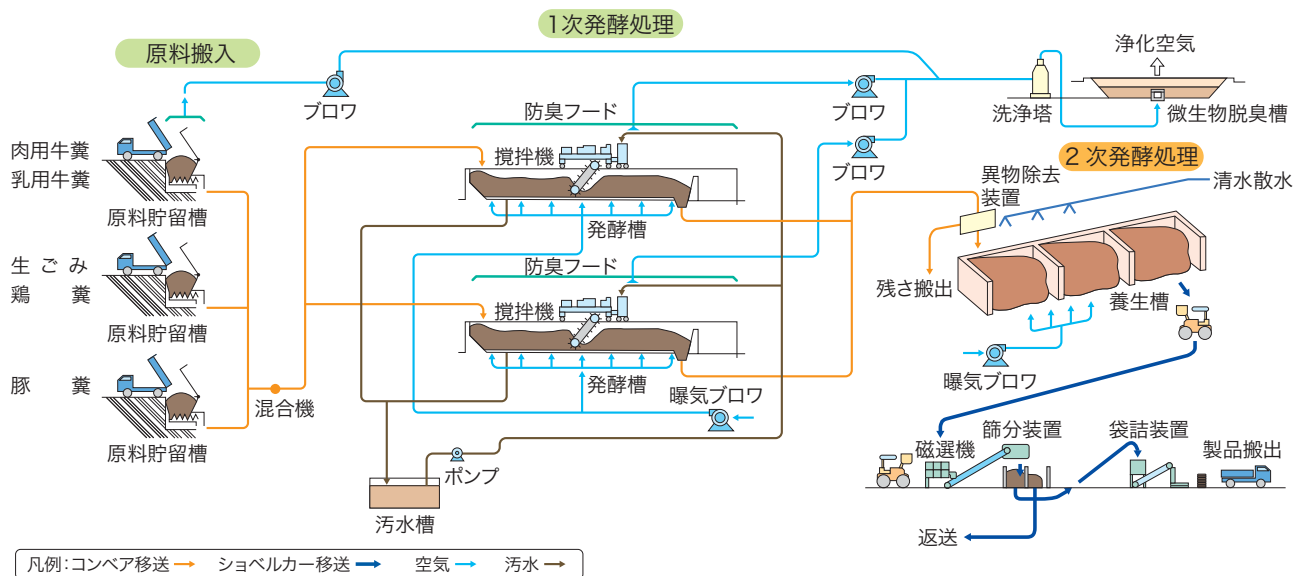 1次発酵処理
原料搬入
ブロワ
肉用牛糞
乳用牛糞
原料貯留槽
生ごみ
鶏糞
原料貯留槽
豚糞
原料貯留槽
混合機
防臭フード
撹拌機
発酵槽
防臭フード
撹拌機
発酵槽
曝気ブロワ
ブロワ
ブロワ
ポンプ
汚水槽
浄化空気
洗浄塔
微生物脱臭槽
2次発酵処理
異物除去
装置
清水散水
残さ搬出
養生槽
曝気ブロワ
磁選機
篩分装置
袋詰装置
製品搬出
返送
凡例:コンベア移送
ショベルカー移送
空気
汚水